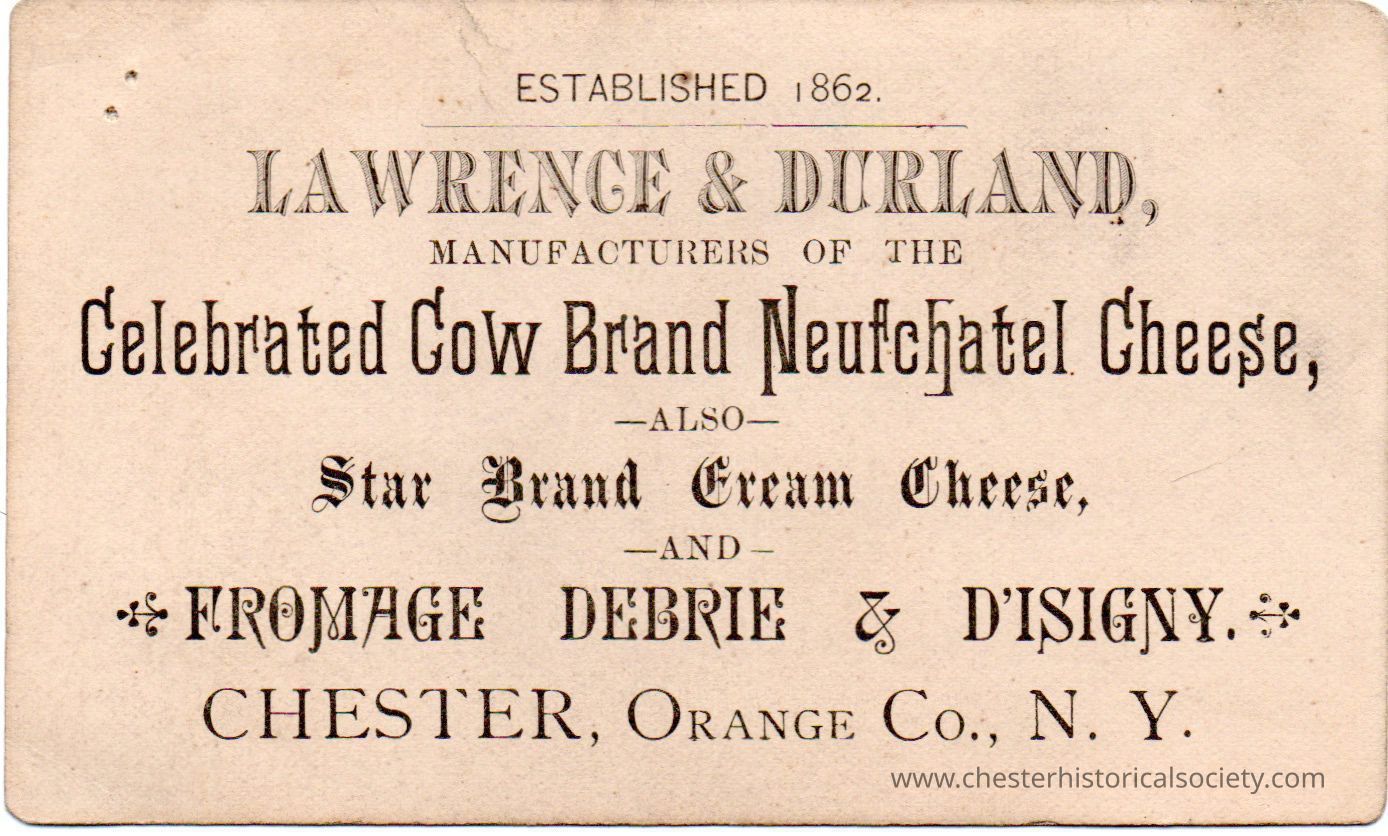 ESTABLISHED 1862.
LAWRENCE & DURLAND,
MANUFACTURERS OF THE
Celebrated Cow Brand Neufchatel Cheese,
—ALSO—
Star Brand Cream Cheese,
—AND—
FROMAGE DEBRIE & D'ISIGNY.
CHESTER, ORANGE CO., N. Y.
www.chesterhistoricalsociety.com